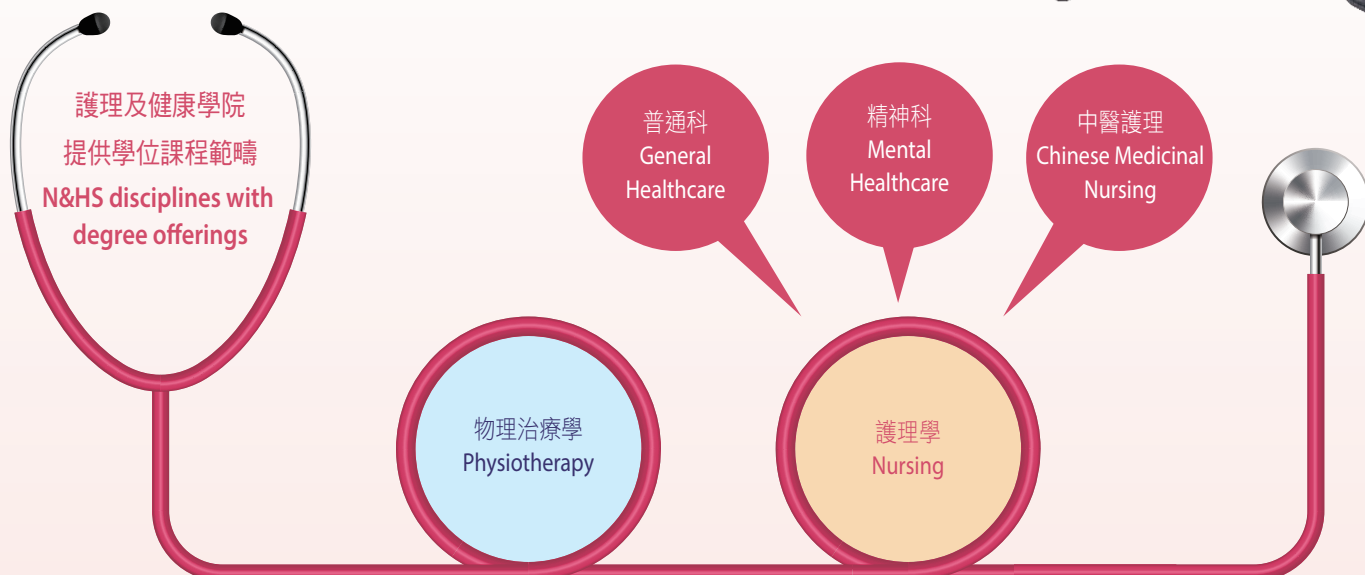 護理及健康學院
提供學位課程範疇
N&HS disciplines with
degree offerings
普通科
General
Healthcare
精神科
Mental
Healthcare
中醫護理
Chinese Medicinal
Nursing
物理治療學
Physiotherapy
護理學
Nursing